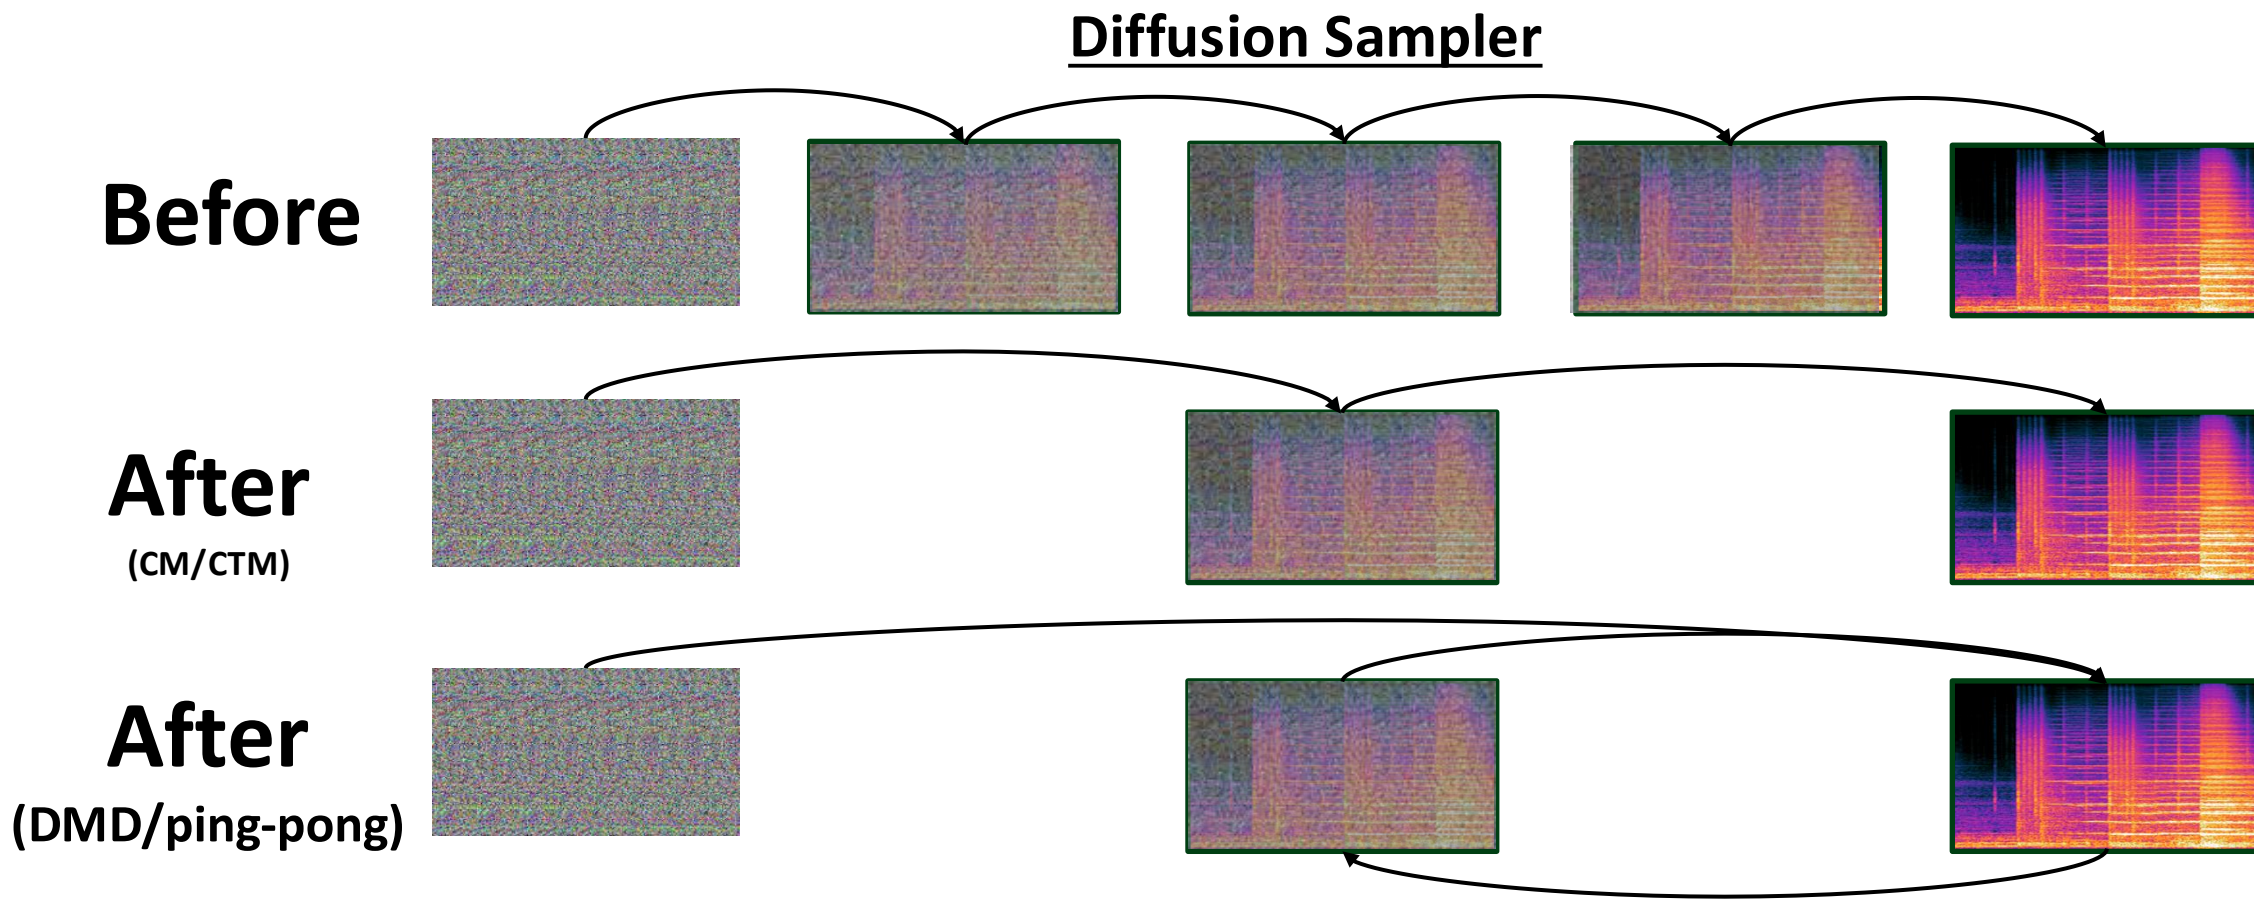 Diffusion Sampler
Before
After
(CM/CTM)
After
(DMD/ping-pong)